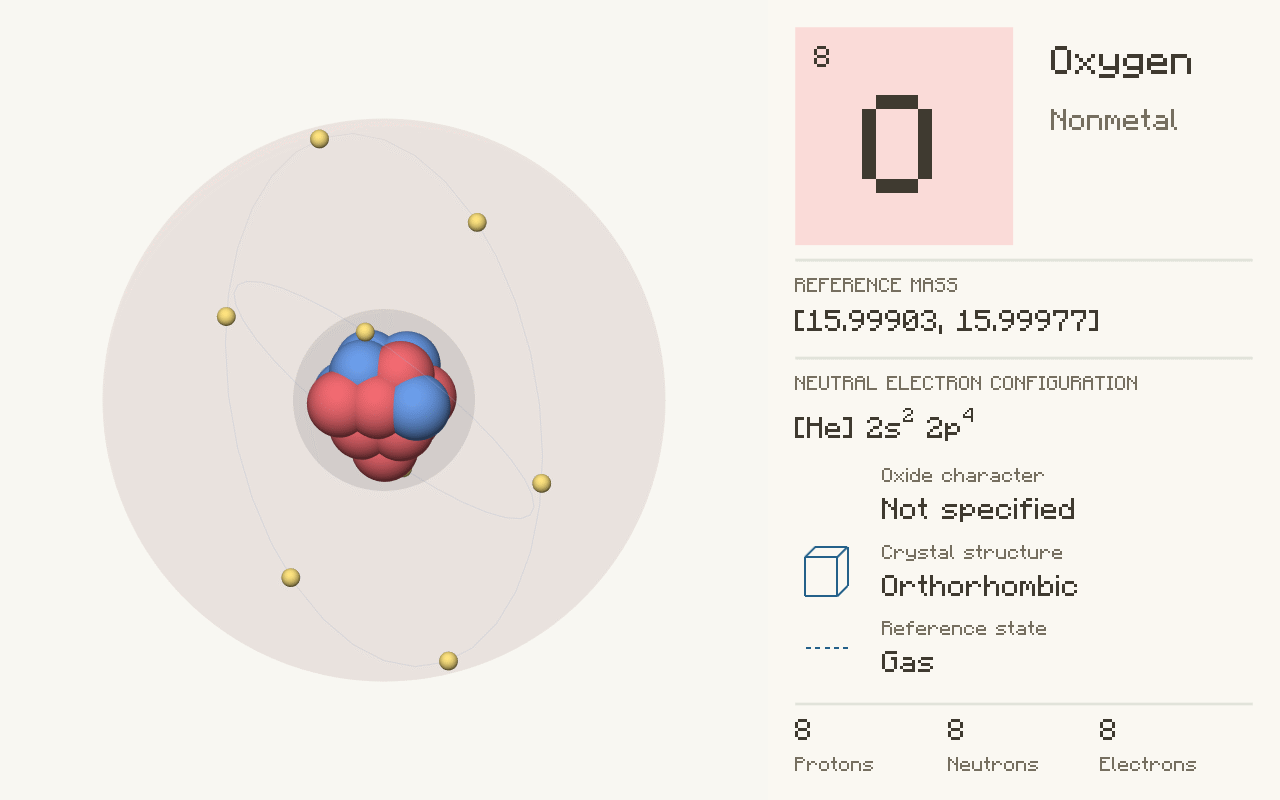 8
O
Oxygen
Nonmetal
REFERENCE MASS
[15.99903, 15.99977]
NEUTRAL ELECTRON CONFIGURATION
[He] 2s² 2p⁴
Oxide character
Not specified
Crystal structure
Orthorhombic
Reference state
Gas
8 8 8
Protons Neutrons Electrons